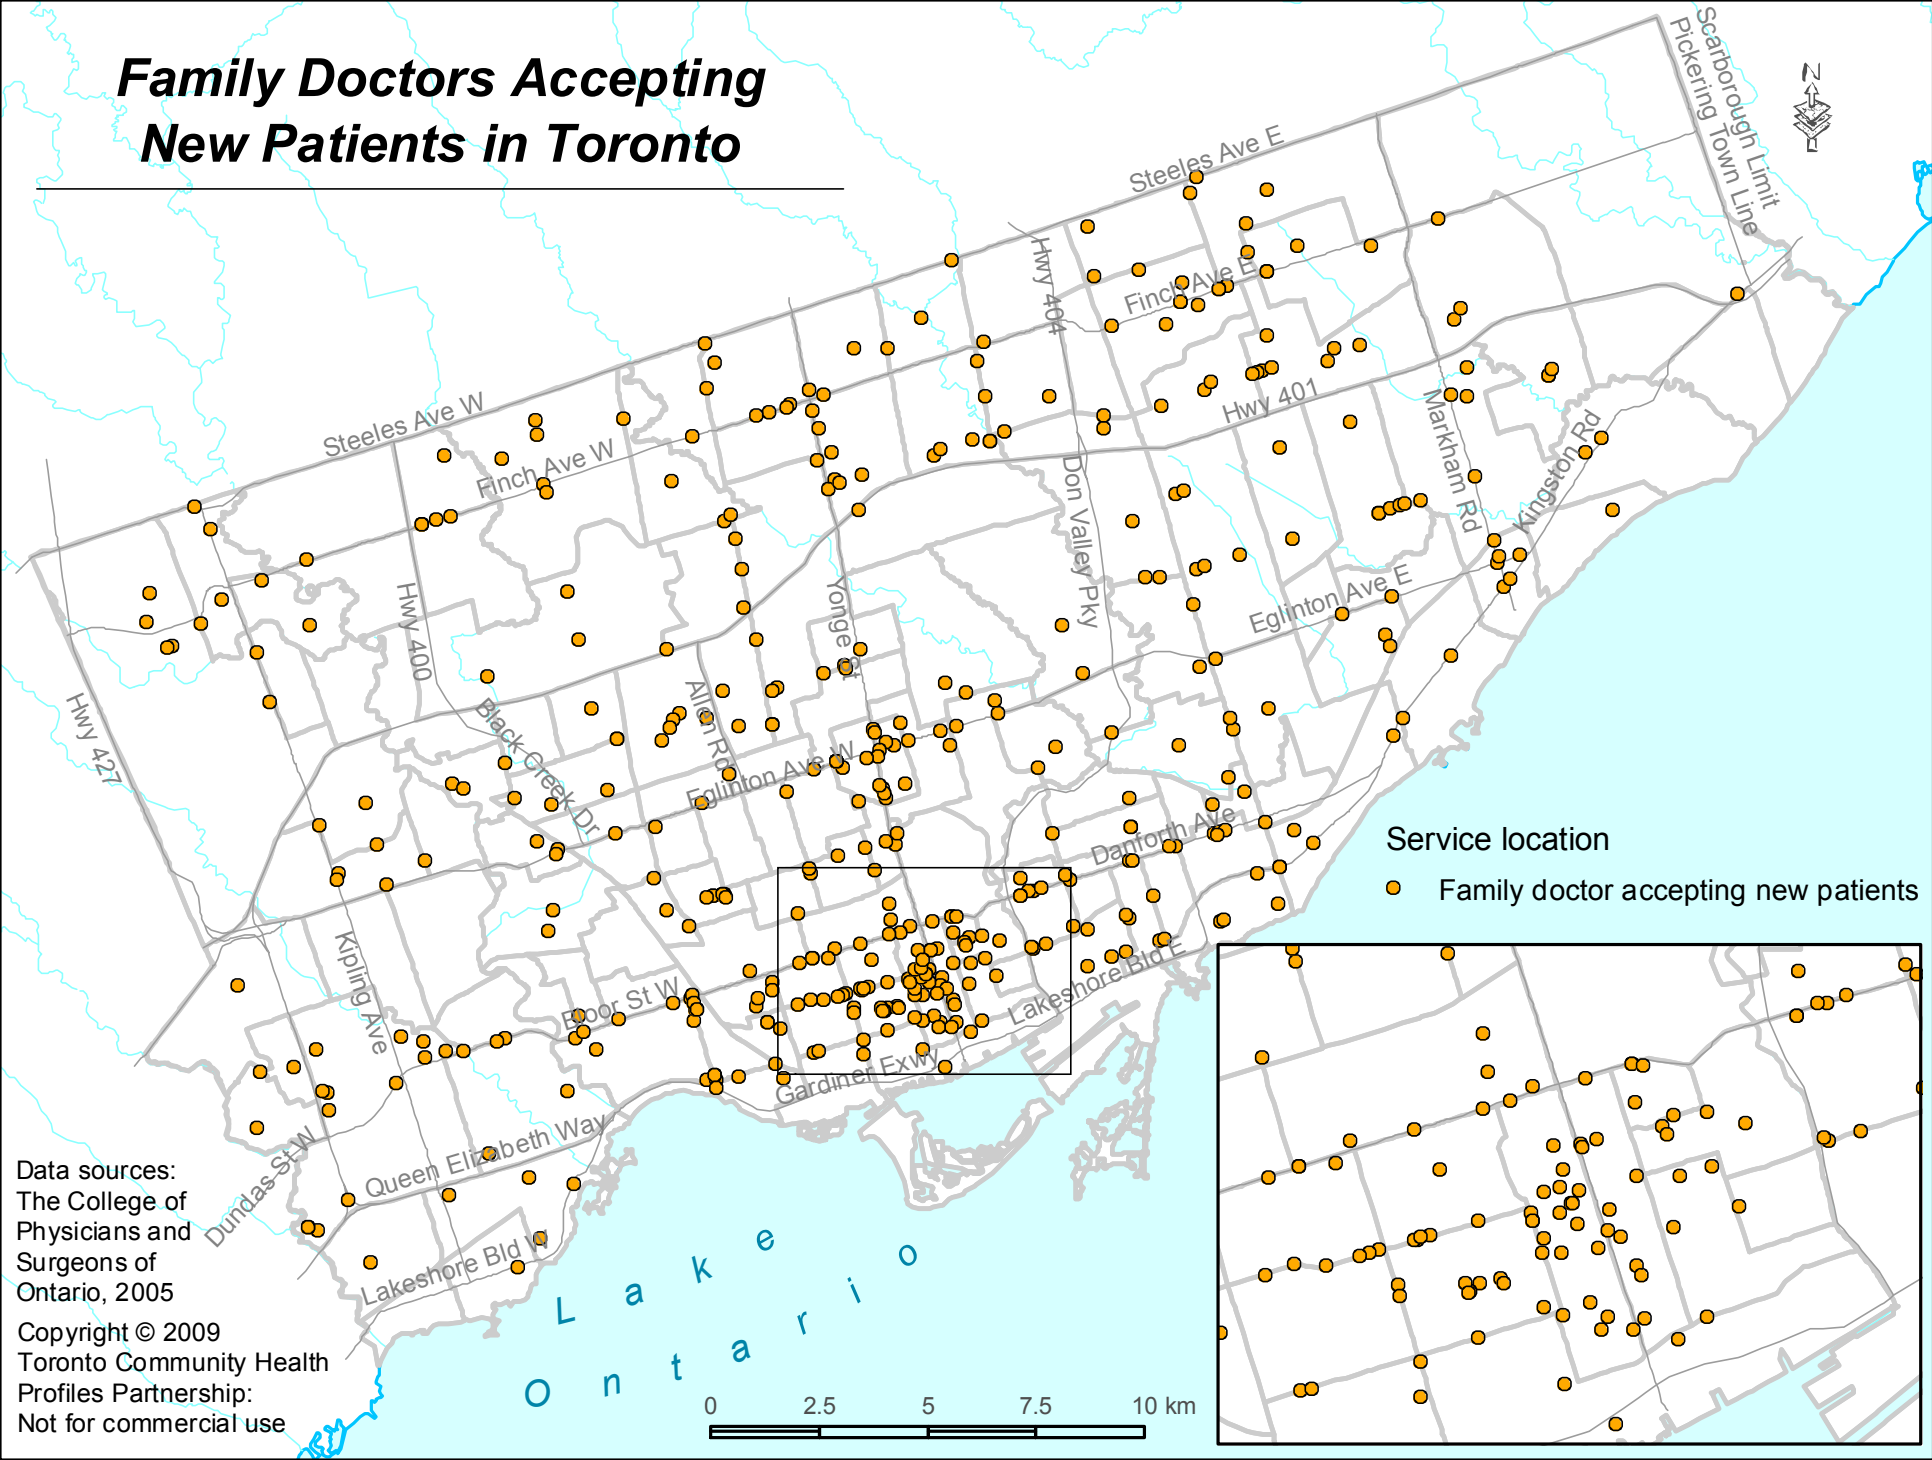 Family Doctors Accepting
New Patients in Toronto
Scarborough Limit
Pickering Town Line
N
Steeles Ave E
Hwy 404
Finch Ave E
Hwy 401
Steeles Ave W
Finch Ave W
Markham Rd
Kingston Rd
Don Valley Pky
Yonge St
Hwy 400
Eglinton Ave E
Hwy 427
Black Creek Dr
Allen Rd
Eglinton Ave W
Danforth Ave
Service location
Family doctor accepting new patients
Kipling Ave
Bloor St W
Lakeshore Bld E
Gardiner Exwy
Queen Elizabeth Way
Dundas St W
Lakeshore Bld W
Lake
Ontario
Data sources:
The College of
Physicians and
Surgeons of
Ontario, 2005
Copyright © 2009
Toronto Community Health
Profiles Partnership:
Not for commercial use
0 2.5 5 7.5 10 km